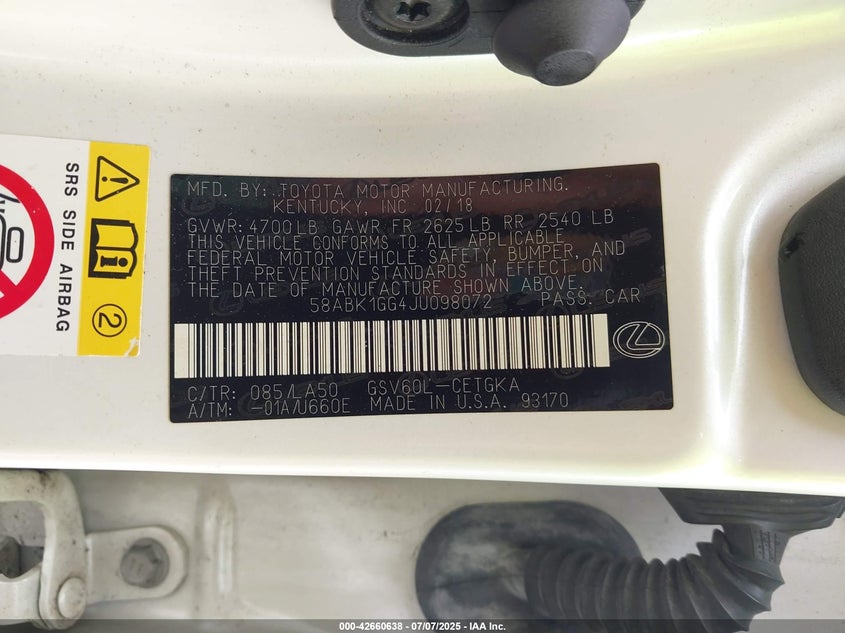 MFD. BY: TOYOTA MOTOR MANUFACTURING.
KENTUCKY, INC 02/18
GVWR: 4700LB GAWR FR 2625LB RR 2540 LB
THIS VEHICLE CONFORMS TO ALL APPLICABLE
FEDERAL MOTOR VEHICLE SAFETY, BUMPER, AND
THEFT PREVENTION STANDARDS IN EFFECT ON
THE DATE OF MANUFACTURE SHOWN ABOVE.
58ABK1GG4JU098072 PASS. CAR
C/TR: 085/LA50 GSV60L-CETGKA
A/TM: -01A/U660E MADE IN U.S.A. 93170
SRS SIDE AIRBAG
2
000-42660638 - 07/07/2025 - IAA Inc.